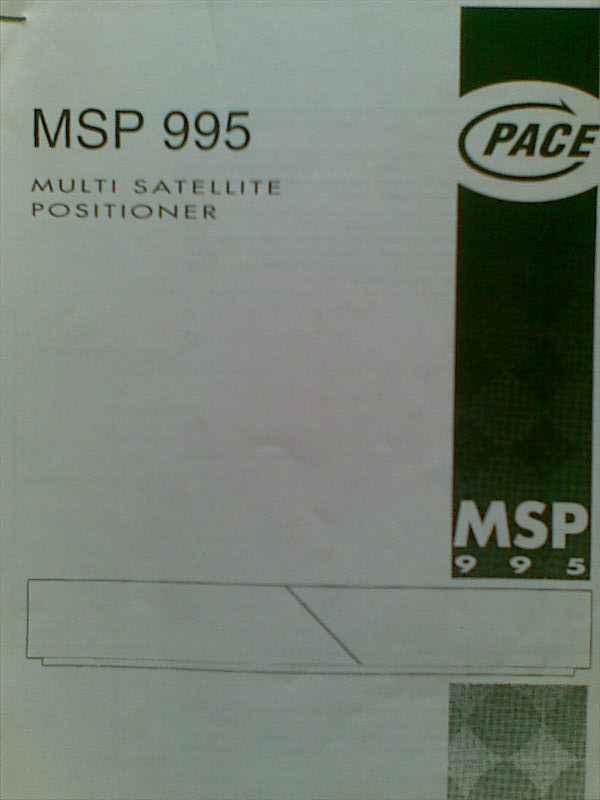 MSP 995
MULTI SATELLITE
POSITIONER
PACE
MSP
995